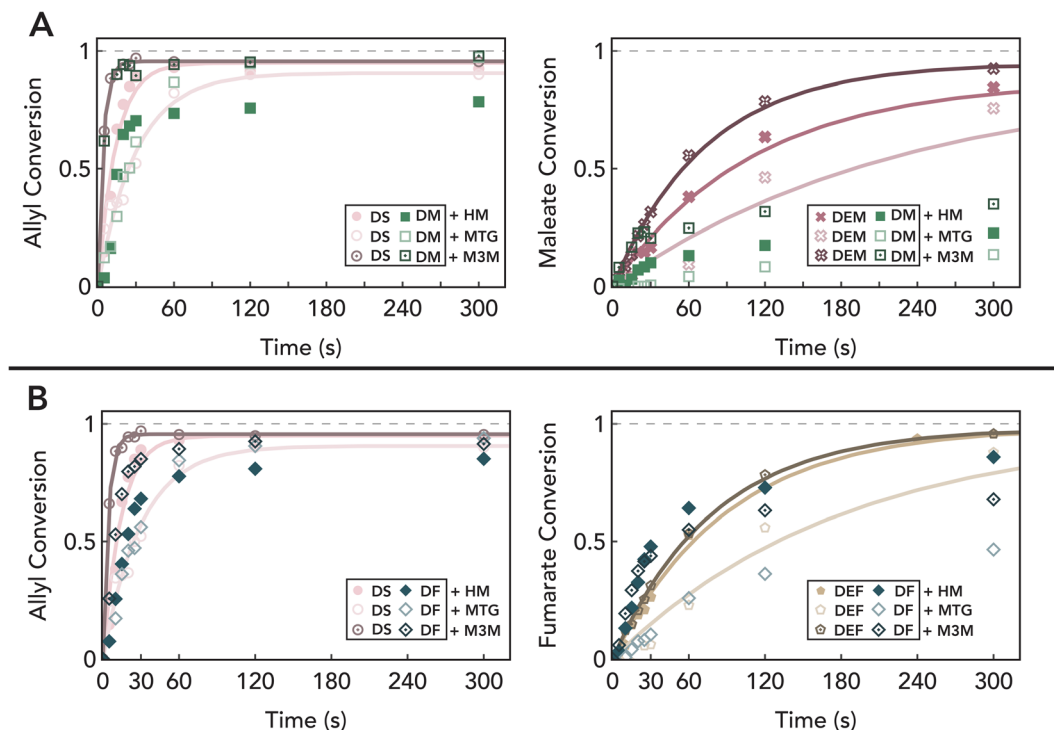 A
Allyl Conversion
1
0.5
0
DS DM + HM
DS DM + MTG
DS DM + M3M
0 60 120 180 240 300
Time (s)
Maleate Conversion
1
0.5
0
DEM DM + HM
DEM DM + MTG
DEM DM + M3M
0 60 120 180 240 300
Time (s)
B
Allyl Conversion
1
0.5
0
DS DF + HM
DS DF + MTG
DS DF + M3M
0 30 60 120 180 240 300
Time (s)
Fumarate Conversion
1
0.5
0
DEF DF + HM
DEF DF + MTG
DEF DF + M3M
0 30 60 120 180 240 300
Time (s)